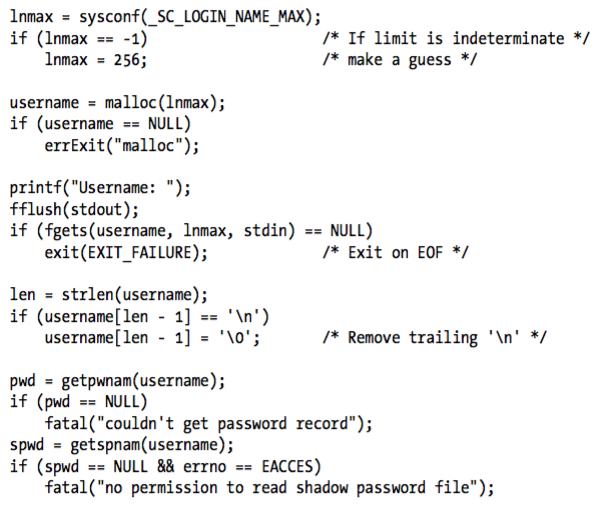 lnmax = sysconf(_SC_LOGIN_NAME_MAX);
if (lnmax == -1) /* If limit is indeterminate */
lnmax = 256; /* make a guess */
username = malloc(lnmax);
if (username == NULL)
errExit("malloc");
printf("Username: ");
fflush(stdout);
if (fgets(username, lnmax, stdin) == NULL)
exit(EXIT_FAILURE); /* Exit on EOF */
len = strlen(username);
if (username[len - 1] == '\n')
username[len - 1] = '\0'; /* Remove trailing '\n' */
pwd = getpwnam(username);
if (pwd == NULL)
fatal("couldn't get password record");
spwd = getspnam(username);
if (spwd == NULL && errno == EACCES)
fatal("no permission to read shadow password file");